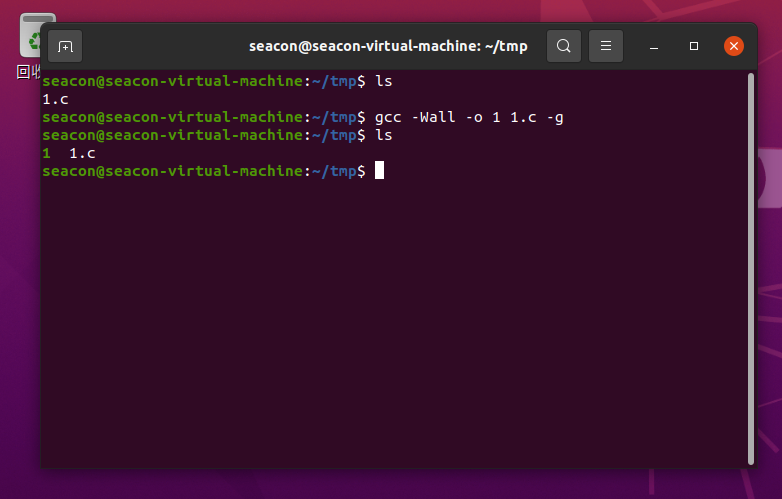 seacon@seacon-virtual-machine: ~/tmp
回收
seacon@seacon-virtual-machine:~/tmp$ ls
1.c
seacon@seacon-virtual-machine:~/tmp$ gcc -Wall -o 1 1.c -g
seacon@seacon-virtual-machine:~/tmp$ ls
1  1.c
seacon@seacon-virtual-machine:~/tmp$